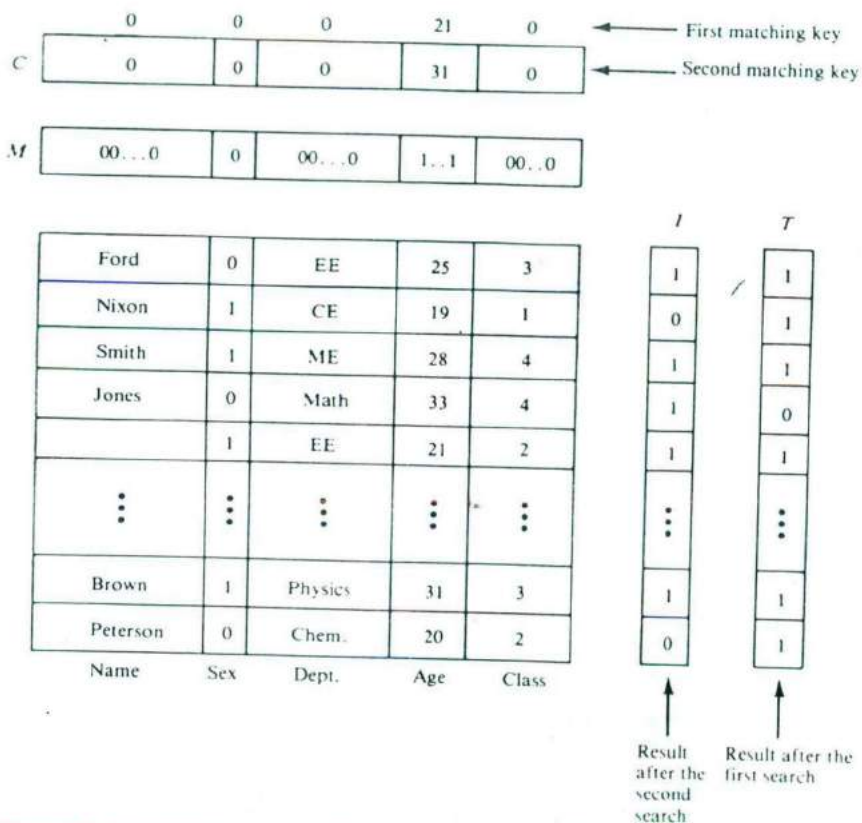 0 0 0 21 0 First matching key
C 0 0 0 31 0 Second matching key
M 00...0 0 00...0 1..1 00..0
I T
Ford 0 EE 25 3 1 1
Nixon 1 CE 19 1 0 1
Smith 1 ME 28 4 1 1
Jones 0 Math 33 4 1 0
1 EE 21 2 1 1
Brown 1 Physics 31 3 1 1
Peterson 0 Chem. 20 2 0 1
Name Sex Dept. Age Class
Result after the second search
Result after the first search